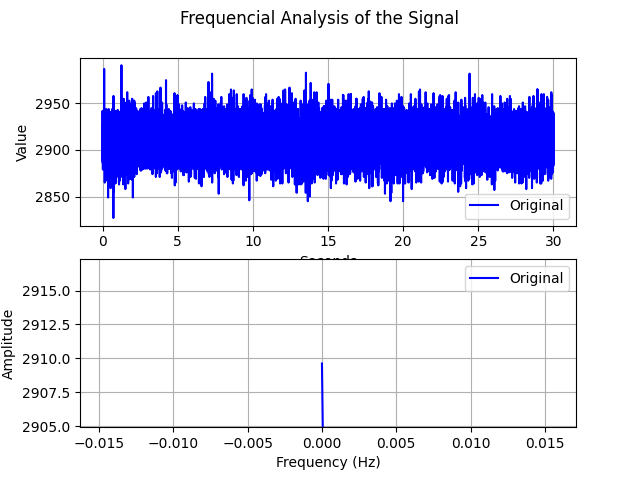 Frequencial Analysis of the Signal
2950
2900
2850
Value
Original
0 5 10 15 20 25 30
Seconds
2915.0
2912.5
2910.0
2907.5
2905.0
Amplitude
Original
−0.015 −0.010 −0.005 0.000 0.005 0.010 0.015
Frequency (Hz)